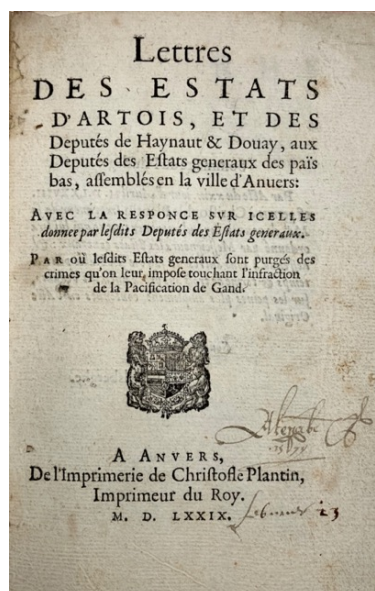 Lettres
DES ESTATS
D'ARTOIS, ET DES
Deputés de Haynaut & Douay, aux
Deputés des Eſtats generaux des païs
bas, aſſemblés en la ville d'Anuers:
AVEC LA RESPONCE SVR ICELLES
donnee par leſdits Deputés des Eſtats generaux.
PAR où leſdits Eſtats generaux ſont purgés des
crimes qu'on leur impoſe touchant l'infraction
de la Pacification de Gand.
A ANVERS,
De l'Imprimerie de Chriſtofle Plantin,
Imprimeur du Roy.
M. D. LXXIX.